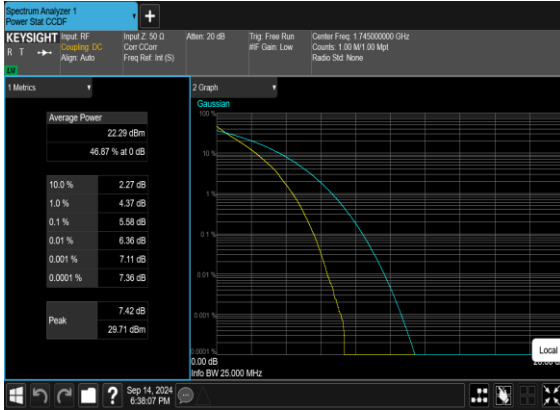 Spectrum Analyzer 1
Power Stat CCDF
+
KEYSIGHT
R T
LXI
Input: RF
Coupling: DC
Align: Auto
Input Z: 50 Ω
Corr CCorr
Freq Ref: Int (S)
Atten: 20 dB
Trig: Free Run
#IF Gain: Low
Center Freq: 1.745000000 GHz
Counts: 1.00 M/1.00 Mpt
Radio Std: None
1 Metrics
Average Power
22.29 dBm
46.87 % at 0 dB
10.0 % 2.27 dB
1.0 % 4.37 dB
0.1 % 5.58 dB
0.01 % 6.36 dB
0.001 % 7.11 dB
0.0001 % 7.36 dB
Peak
7.42 dB
29.71 dBm
2 Graph
Gaussian
100 %
10 %
1 %
0.1 %
0.01 %
0.001 %
0.0001 %
0.00 dB
Info BW 25.000 MHz
Local
?
Sep 14, 2024
6:38:07 PM